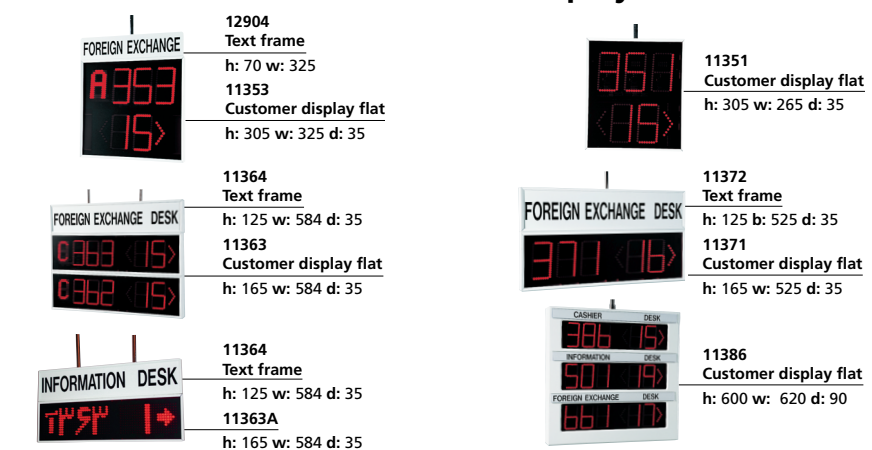 12904
Text frame
h: 70 w: 325
FOREIGN EXCHANGE
A353
15>
11353
Customer display flat
h: 305 w: 325 d: 35
11364
Text frame
h: 125 w: 584 d: 35
FOREIGN EXCHANGE DESK
C363 15>
C362 15>
11363
Customer display flat
h: 165 w: 584 d: 35
11364
Text frame
h: 125 w: 584 d: 35
INFORMATION DESK
11363A
h: 165 w: 584 d: 35
351
15>
11351
Customer display flat
h: 305 w: 265 d: 35
11372
Text frame
h: 125 b: 525 d: 35
FOREIGN EXCHANGE DESK
371 16>
11371
Customer display flat
h: 165 w: 525 d: 35
CASHIER DESK
386 15>
INFORMATION DESK
501 19>
FOREIGN EXCHANGE DESK
661 17>
11386
Customer display flat
h: 600 w: 620 d: 90